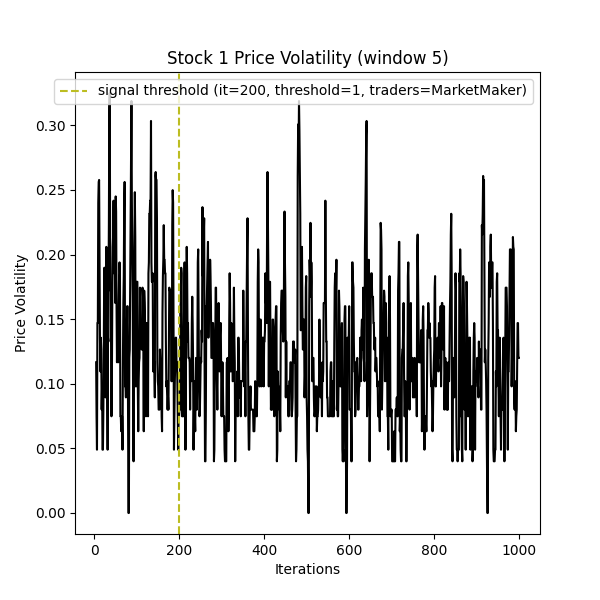 Stock 1 Price Volatility (window 5)
signal threshold (it=200, threshold=1, traders=MarketMaker)
Price Volatility
0.30
0.25
0.20
0.15
0.10
0.05
0.00
0 200 400 600 800 1000
Iterations